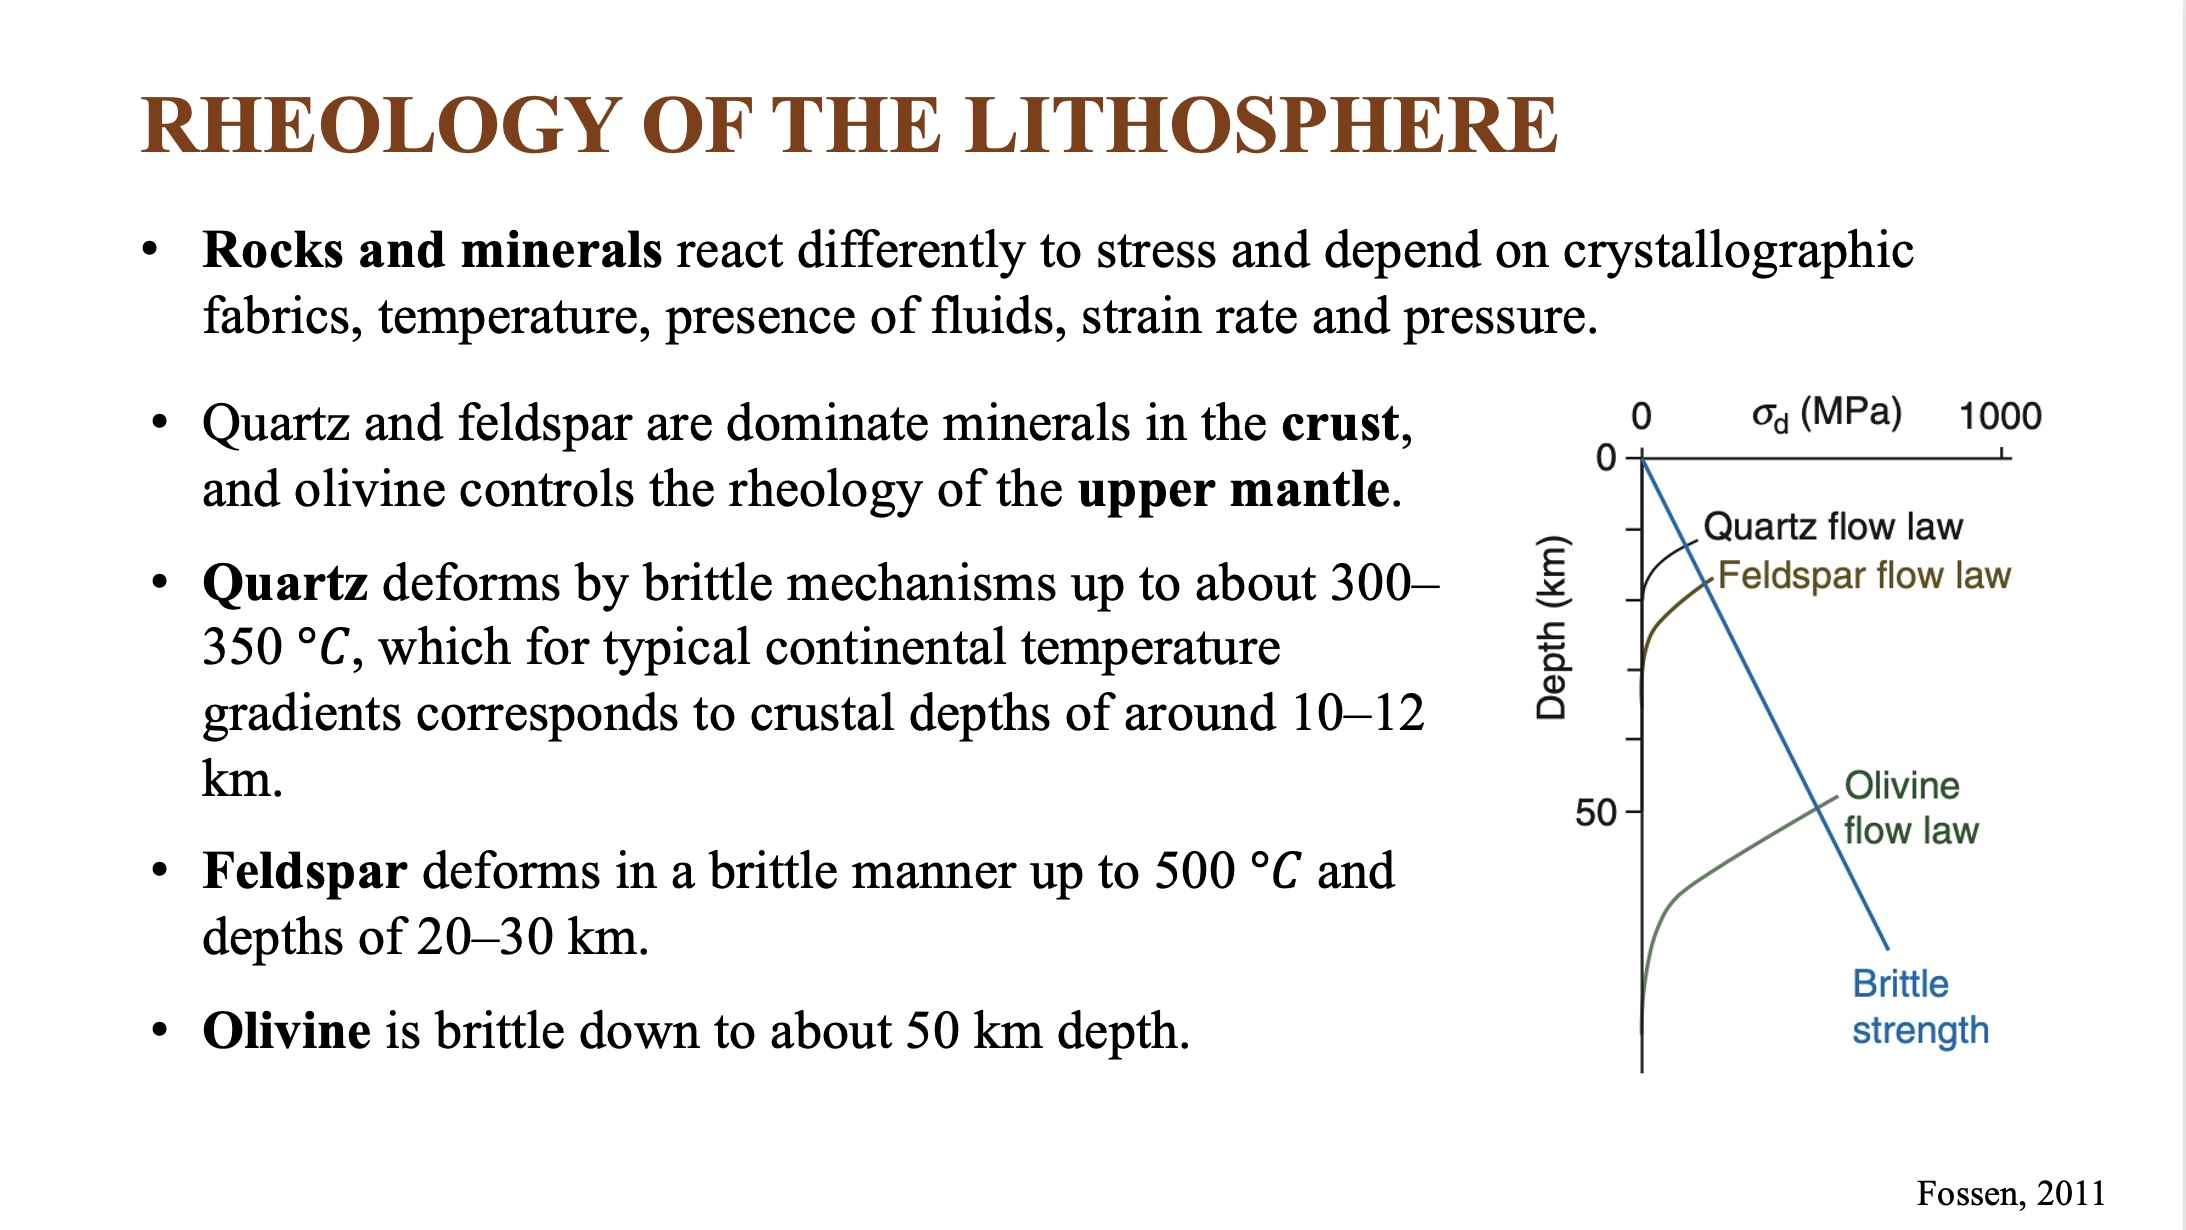 RHEOLOGY OF THE LITHOSPHERE
• Rocks and minerals react differently to stress and depend on crystallographic
fabrics, temperature, presence of fluids, strain rate and pressure.
• Quartz and feldspar are dominate minerals in the crust,
and olivine controls the rheology of the upper mantle.
• Quartz deforms by brittle mechanisms up to about 300–
350 °C, which for typical continental temperature
gradients corresponds to crustal depths of around 10–12
km.
• Feldspar deforms in a brittle manner up to 500 °C and
depths of 20–30 km.
• Olivine is brittle down to about 50 km depth.
0 σd (MPa) 1000
0
Quartz flow law
Feldspar flow law
Depth (km)
Olivine
50
flow law
Brittle
strength
Fossen, 2011